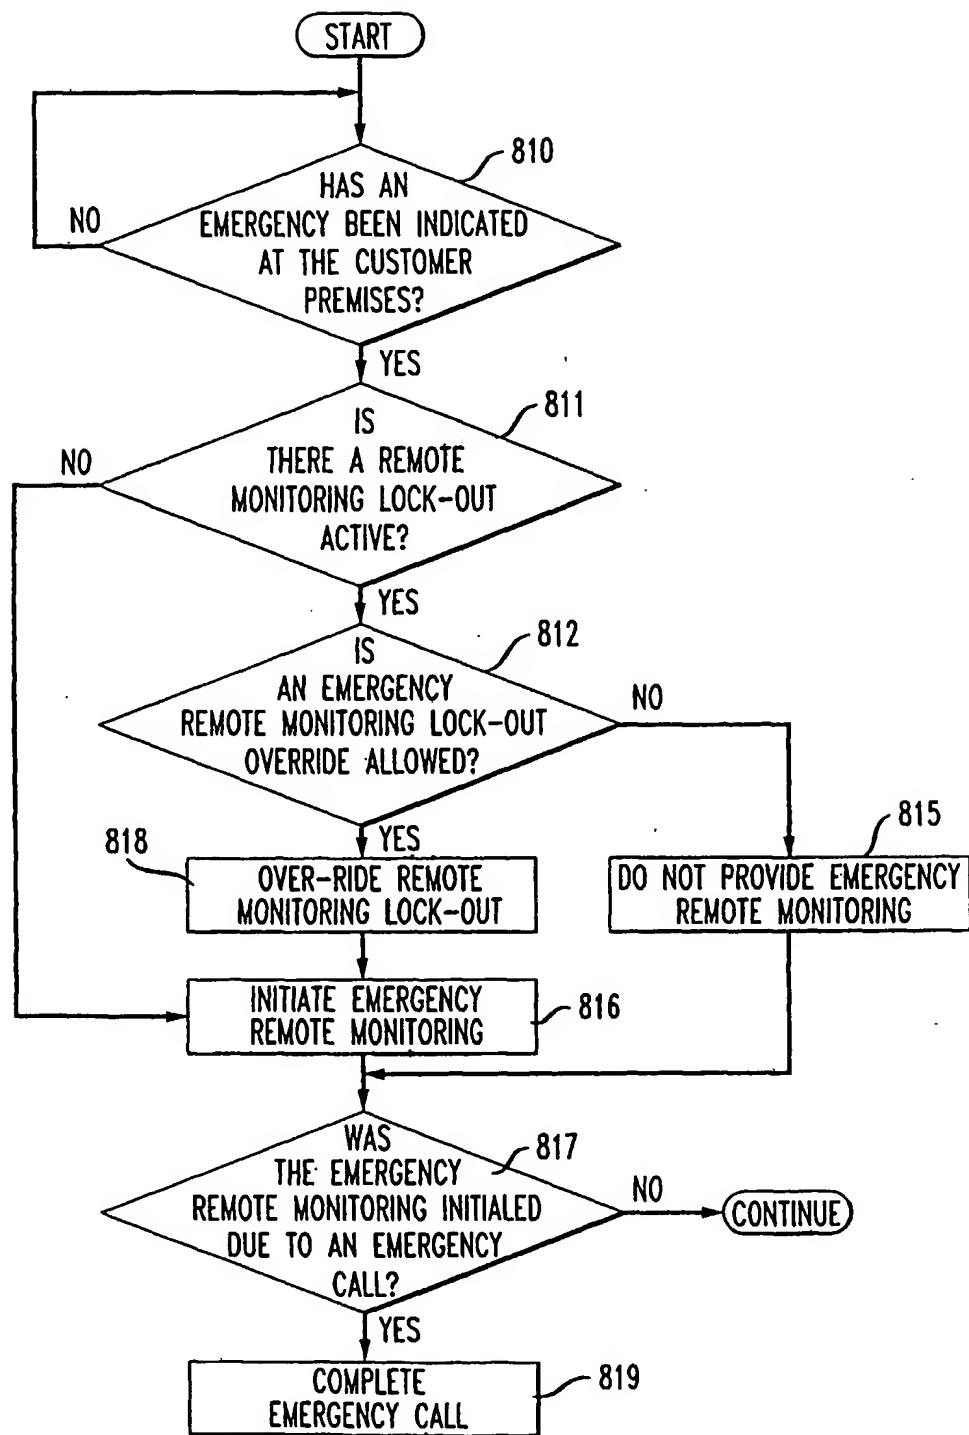 START
810
HAS AN
EMERGENCY BEEN INDICATED
AT THE CUSTOMER
PREMISES?
NO
YES
811
IS
THERE A REMOTE
MONITORING LOCK-OUT
ACTIVE?
NO
YES
812
IS
AN EMERGENCY
REMOTE MONITORING LOCK-OUT
OVERRIDE ALLOWED?
NO
YES
818
OVER-RIDE REMOTE
MONITORING LOCK-OUT
815
DO NOT PROVIDE EMERGENCY
REMOTE MONITORING
INITIATE EMERGENCY
REMOTE MONITORING
816
WAS
THE EMERGENCY
REMOTE MONITORING INITIALED
DUE TO AN EMERGENCY
CALL?
817
NO
CONTINUE
YES
COMPLETE
EMERGENCY CALL
819